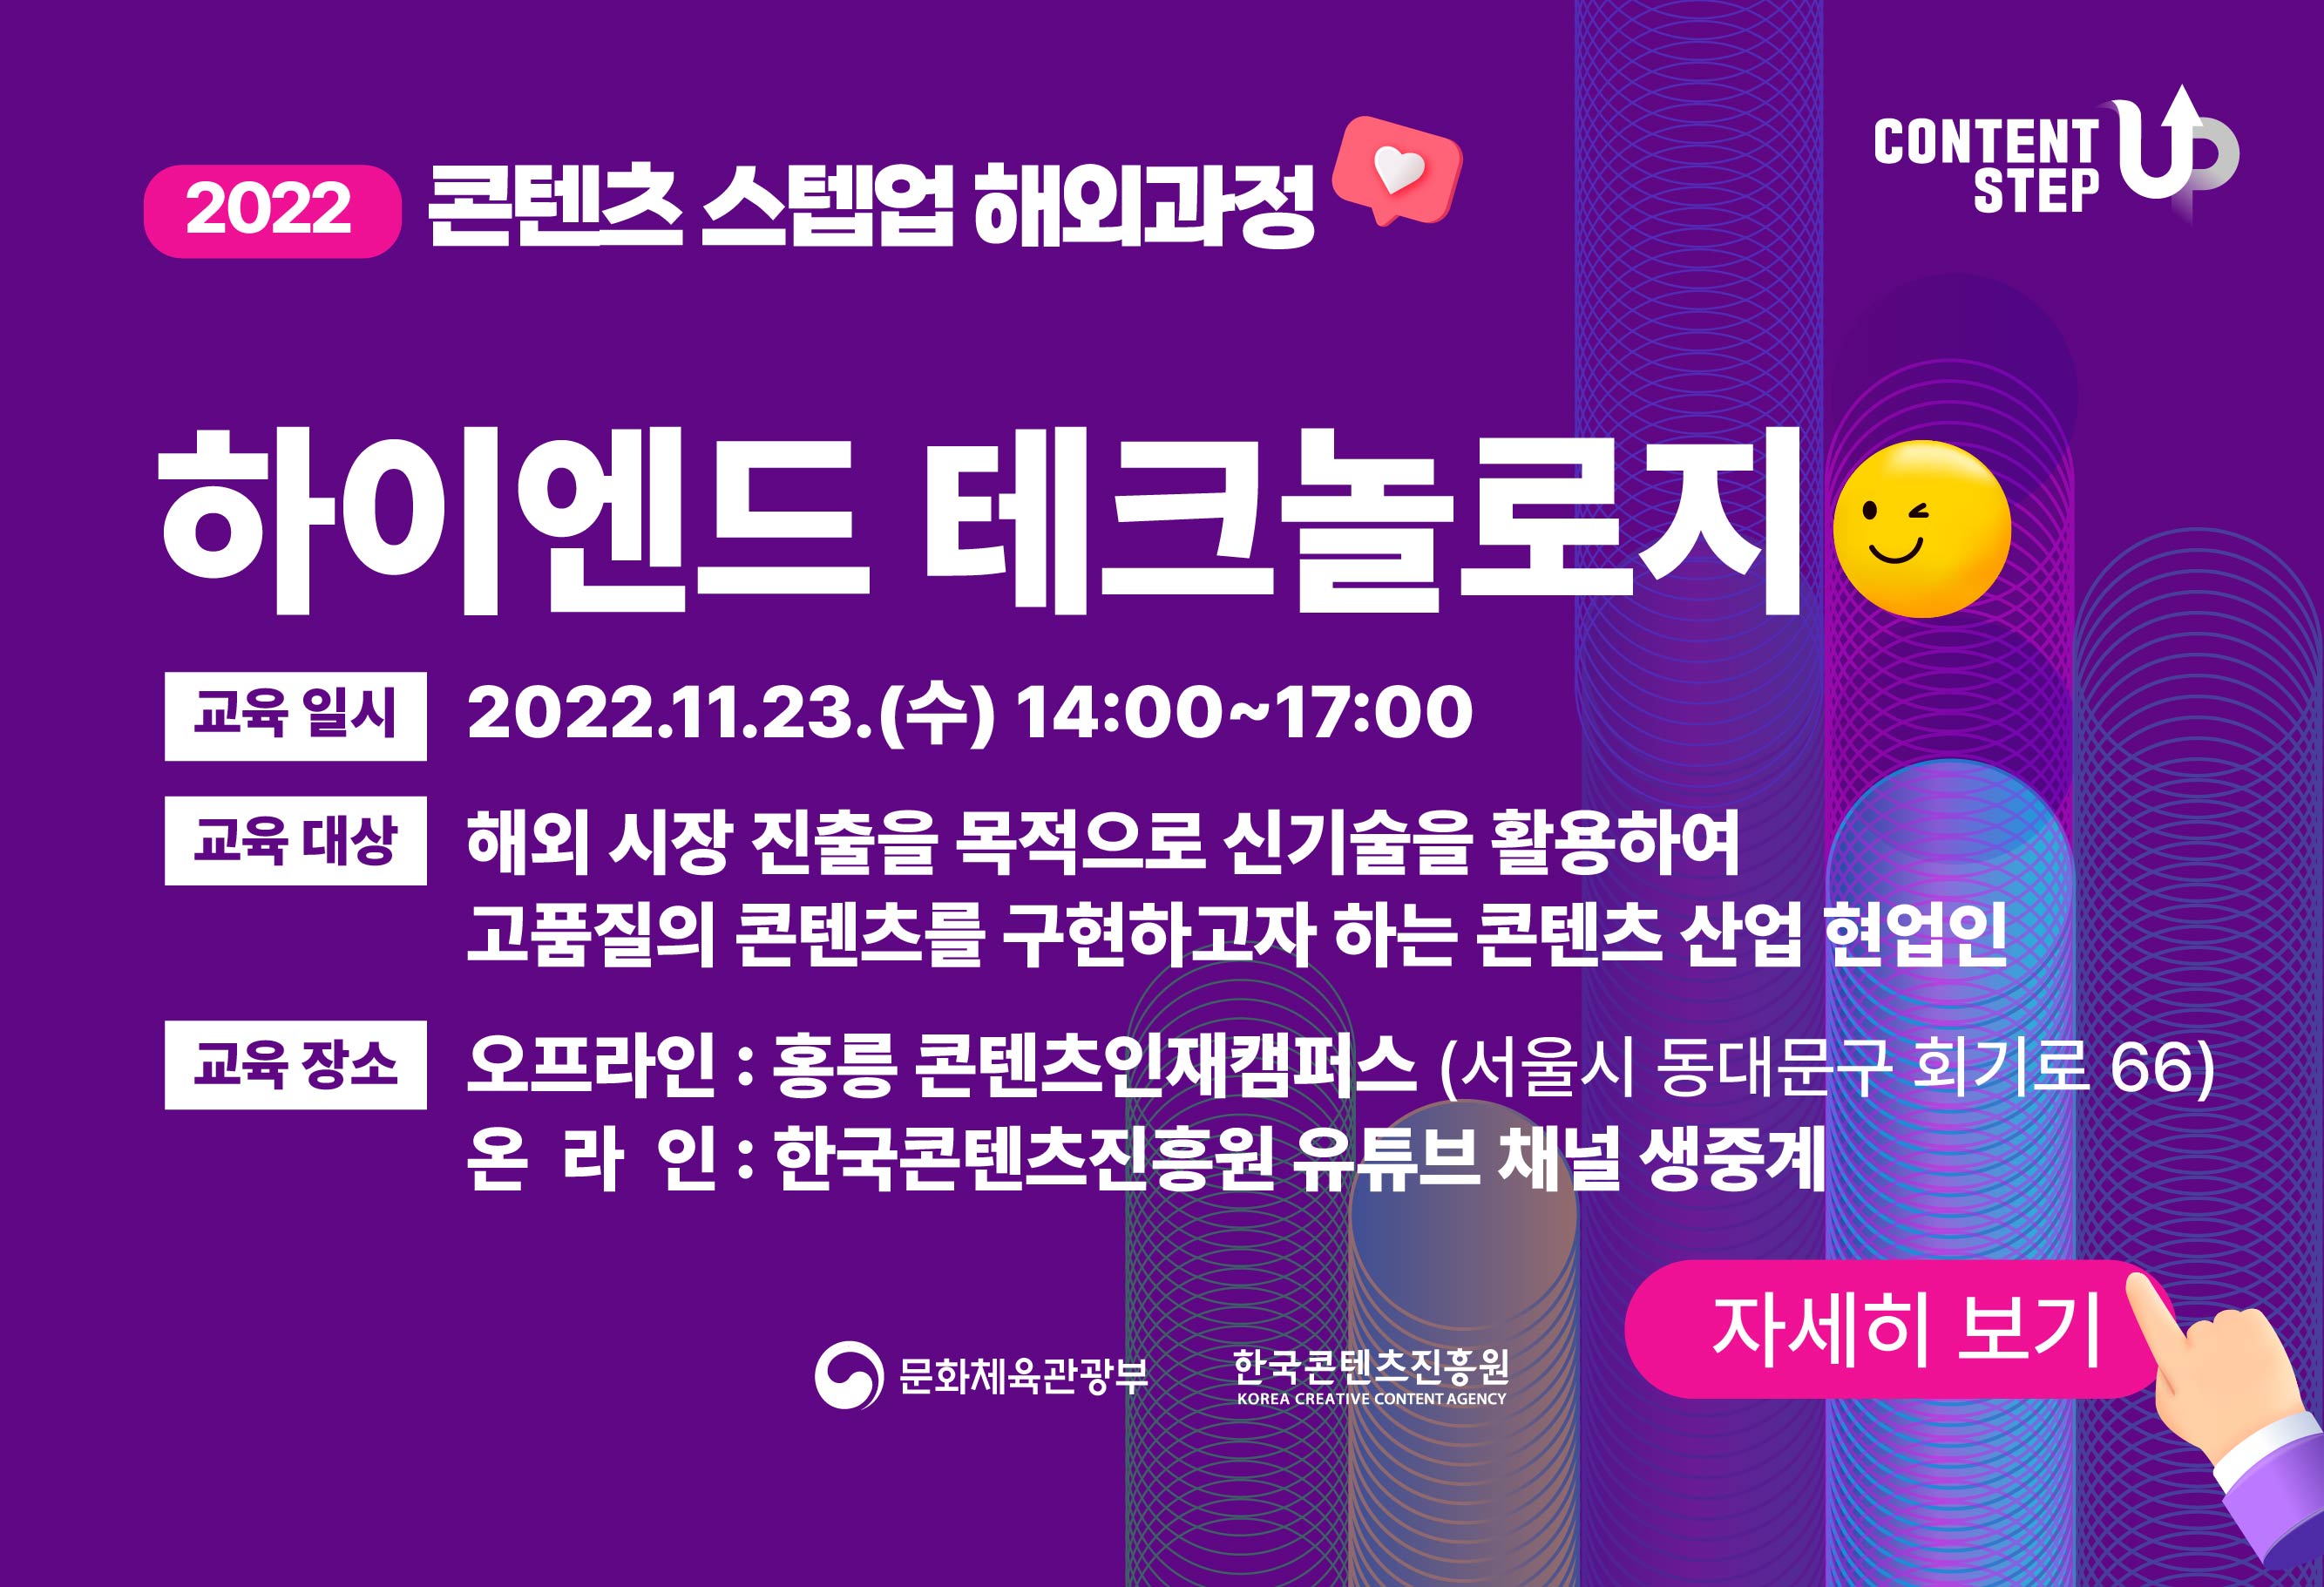 2022 콘텐츠 스텝업 해외과정
CONTENT
STEP UP
하이엔드 테크놀로지
교육 일시 2022.11.23.(수) 14:00~17:00
교육 대상 해외 시장 진출을 목적으로 신기술을 활용하여
고품질의 콘텐츠를 구현하고자 하는 콘텐츠 산업 현업인
교육 장소 오프라인 : 홍릉 콘텐츠인재캠퍼스 (서울시 동대문구 회기로 66)
온 라 인 : 한국콘텐츠진흥원 유튜브 채널 생중계
자세히 보기
문화체육관광부 한국콘텐츠진흥원
KOREA CREATIVE CONTENT AGENCY